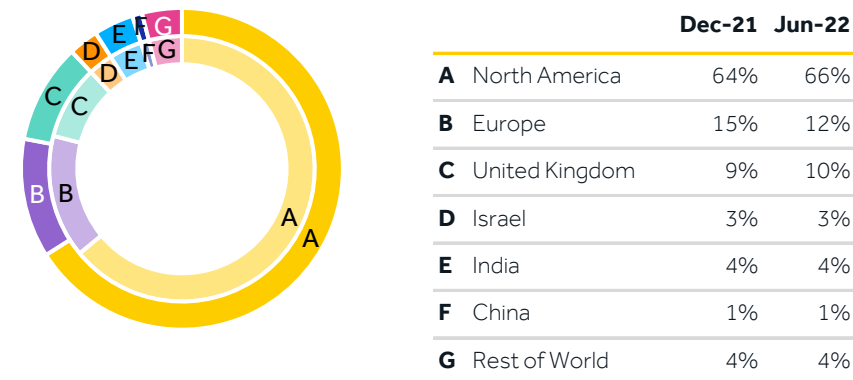 F
E
G
D
E
F
G
D
C
C
B
B
A
A
Dec-21 Jun-22
A North America 64% 66%
B Europe 15% 12%
C United Kingdom 9% 10%
D Israel 3% 3%
E India 4% 4%
F China 1% 1%
G Rest of World 4% 4%